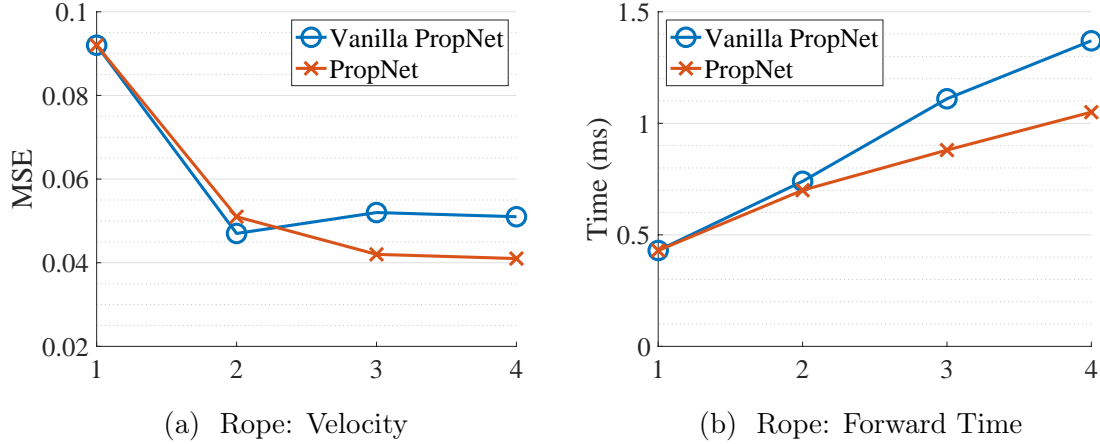 0.1
0.08
0.06
0.04
0.02
MSE
1 2 3 4
Vanilla PropNet
PropNet
(a) Rope: Velocity
1.5
1
0.5
0
Time (ms)
1 2 3 4
Vanilla PropNet
PropNet
(b) Rope: Forward Time